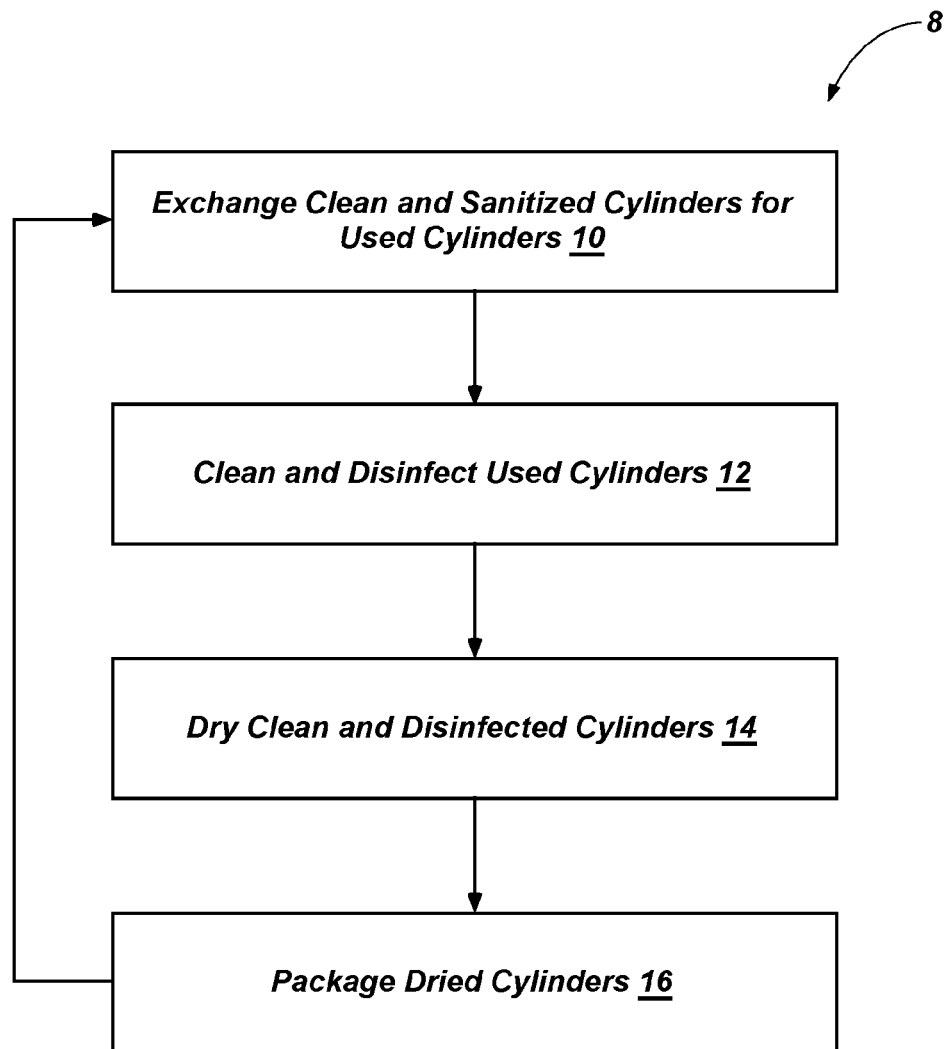 8
Exchange Clean and Sanitized Cylinders for
Used Cylinders 10
Clean and Disinfect Used Cylinders 12
Dry Clean and Disinfected Cylinders 14
Package Dried Cylinders 16